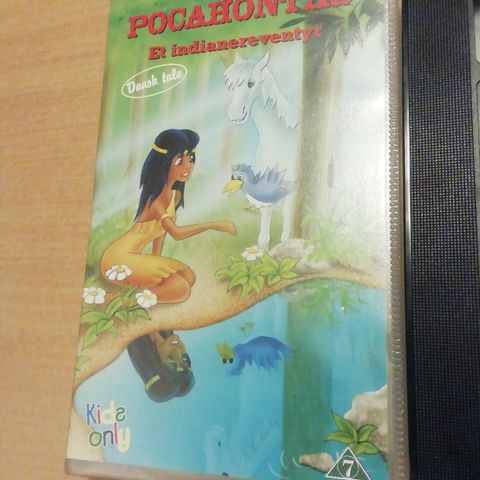 POCAHONTAS
Et indianereventyr
Dansk tale
Kids
only
7